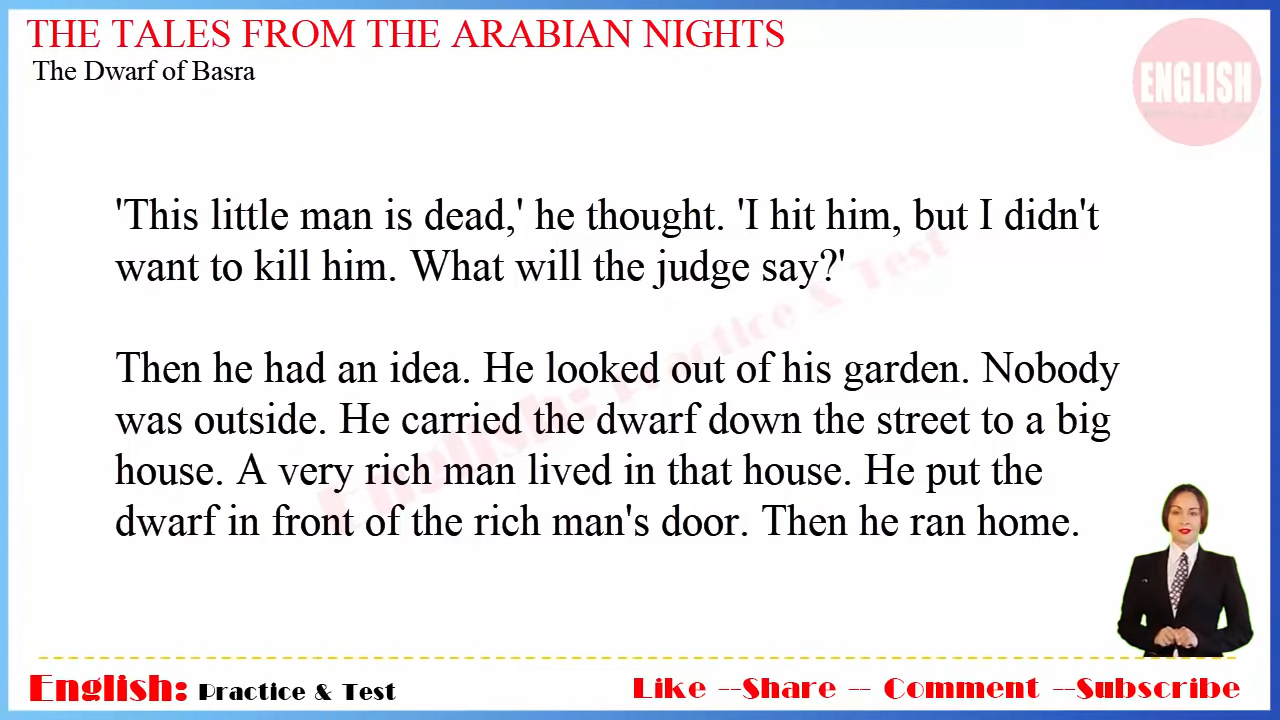 THE TALES FROM THE ARABIAN NIGHTS
The Dwarf of Basra
ENGLISH
'This little man is dead,' he thought. 'I hit him, but I didn't
want to kill him. What will the judge say?'
Then he had an idea. He looked out of his garden. Nobody
was outside. He carried the dwarf down the street to a big
house. A very rich man lived in that house. He put the
dwarf in front of the rich man's door. Then he ran home.
English: Practice & Test
English: Practice & Test
Like --Share -- Comment --Subscribe